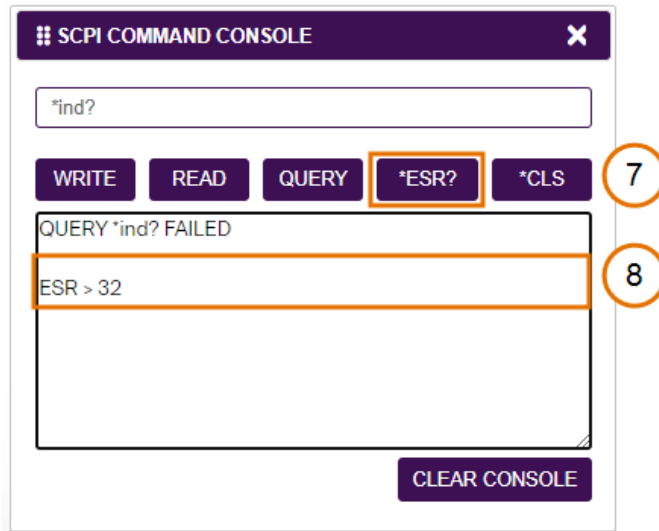 SCPI COMMAND CONSOLE
*ind?
WRITE READ QUERY *ESR? *CLS 7
QUERY *ind? FAILED
ESR > 32 8
CLEAR CONSOLE